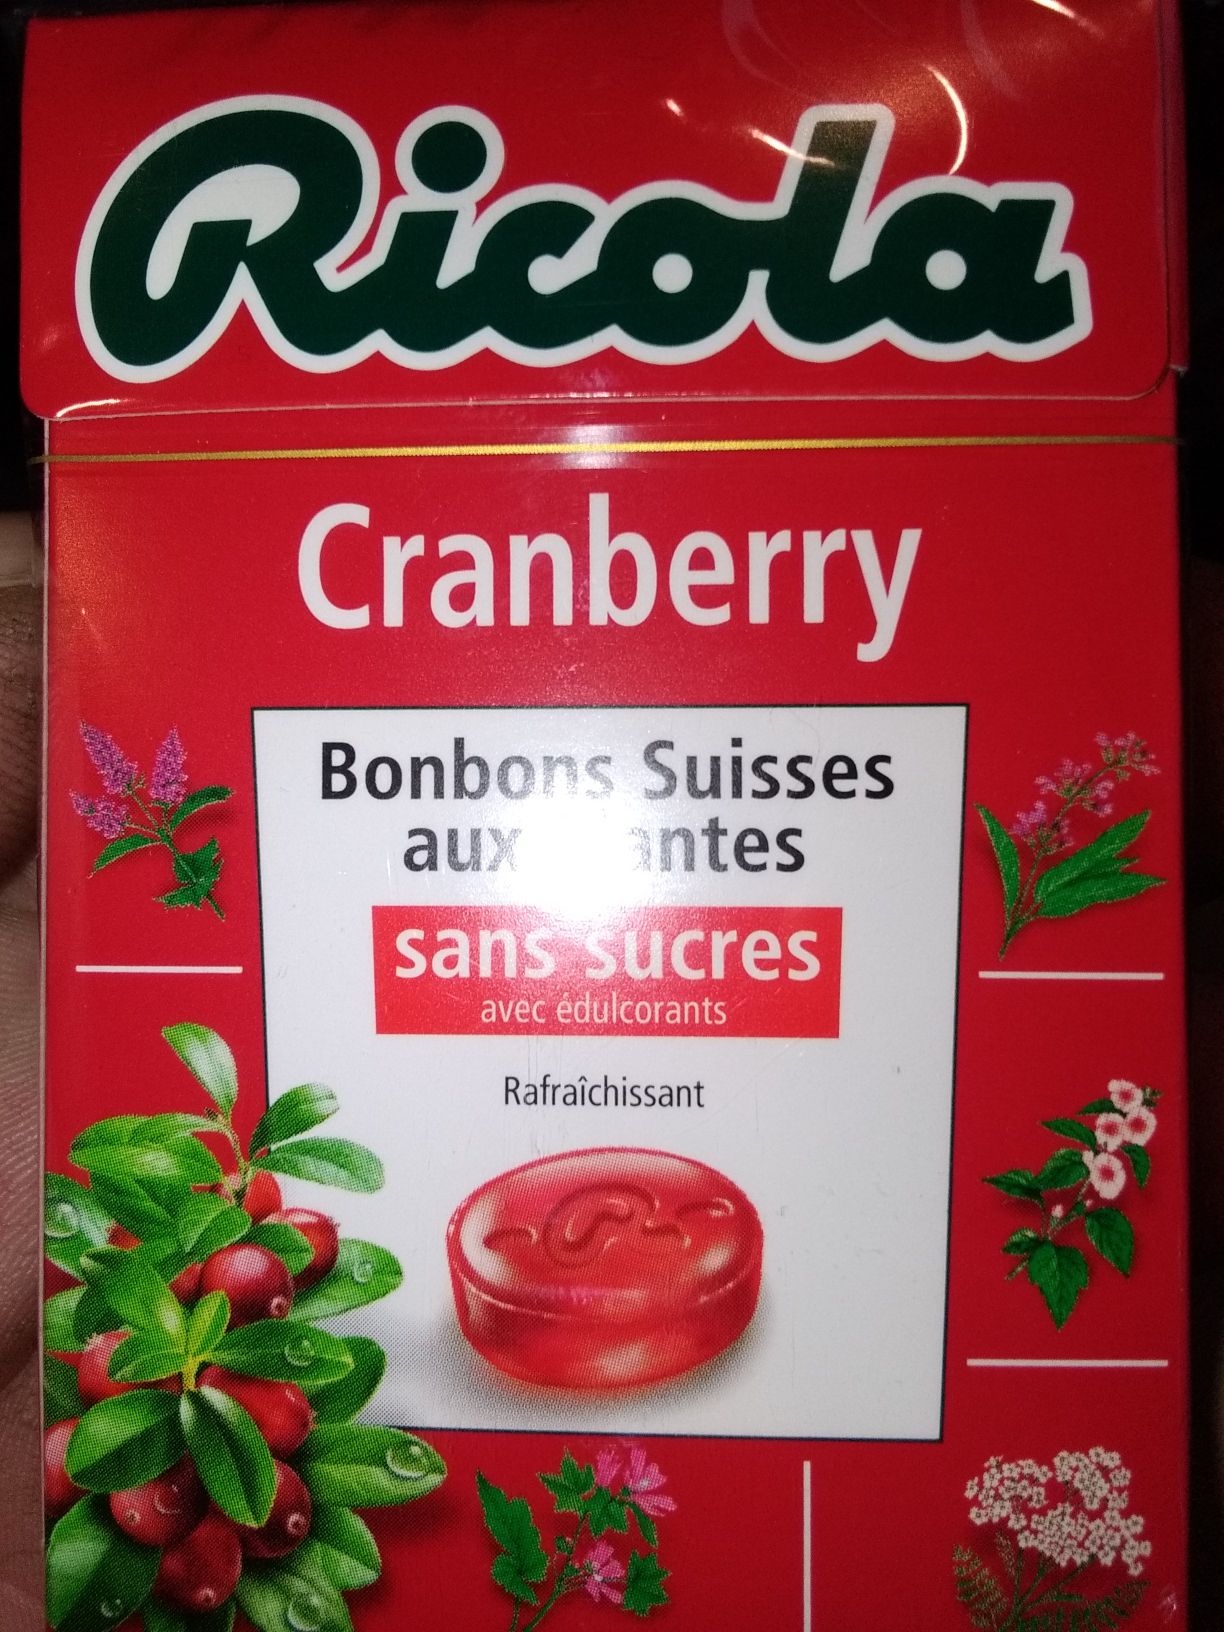 Ricola
Cranberry
Bonbons Suisses
aux
sans sucres
avec édulcorants
Rafraîchissant